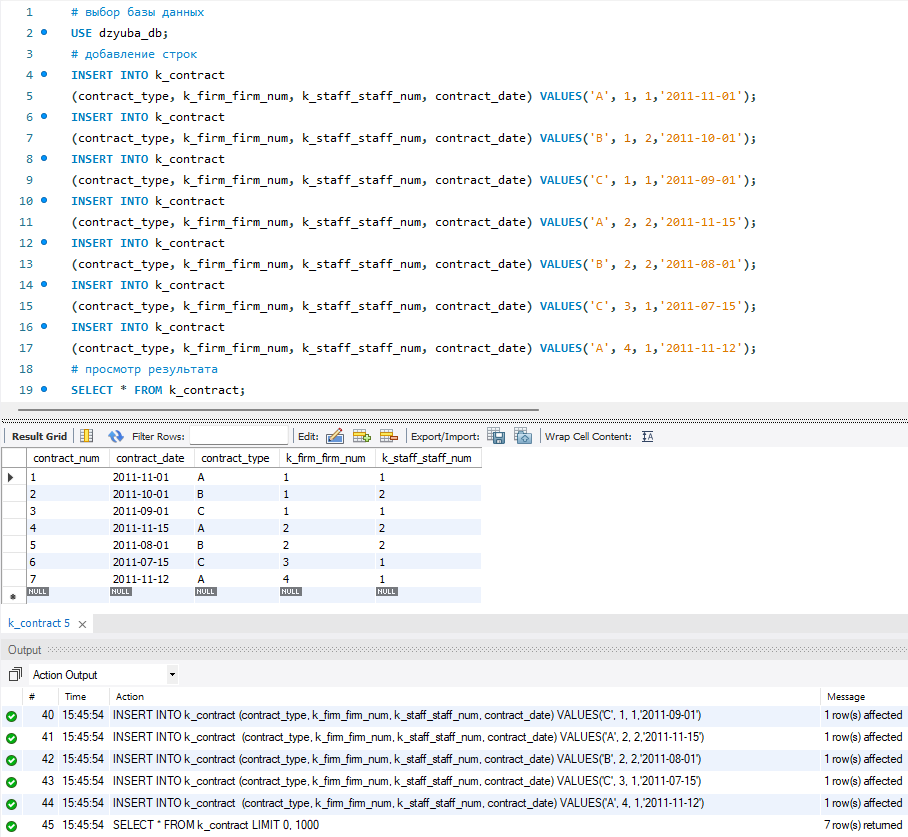 1 # выбор базы данных
2 USE dzyuba_db;
3 # добавление строк
4 INSERT INTO k_contract
5 (contract_type, k_firm_firm_num, k_staff_staff_num, contract_date) VALUES('A', 1, 1,'2011-11-01');
6 INSERT INTO k_contract
7 (contract_type, k_firm_firm_num, k_staff_staff_num, contract_date) VALUES('B', 1, 2,'2011-10-01');
8 INSERT INTO k_contract
9 (contract_type, k_firm_firm_num, k_staff_staff_num, contract_date) VALUES('C', 1, 1,'2011-09-01');
10 INSERT INTO k_contract
11 (contract_type, k_firm_firm_num, k_staff_staff_num, contract_date) VALUES('A', 2, 2,'2011-11-15');
12 INSERT INTO k_contract
13 (contract_type, k_firm_firm_num, k_staff_staff_num, contract_date) VALUES('B', 2, 2,'2011-08-01');
14 INSERT INTO k_contract
15 (contract_type, k_firm_firm_num, k_staff_staff_num, contract_date) VALUES('C', 3, 1,'2011-07-15');
16 INSERT INTO k_contract
17 (contract_type, k_firm_firm_num, k_staff_staff_num, contract_date) VALUES('A', 4, 1,'2011-11-12');
18 # просмотр результата
19 SELECT * FROM k_contract;
Result Grid Filter Rows: Edit: Export/Import: Wrap Cell Content: IA
contract_num contract_date contract_type k_firm_firm_num k_staff_staff_num
1 2011-11-01 A 1 1
2 2011-10-01 B 1 2
3 2011-09-01 C 1 1
4 2011-11-15 A 2 2
5 2011-08-01 B 2 2
6 2011-07-15 C 3 1
7 2011-11-12 A 4 1
NULL NULL NULL NULL NULL
k_contract 5
Output
Action Output
# Time Action Message
40 15:45:54 INSERT INTO k_contract (contract_type, k_firm_firm_num, k_staff_staff_num, contract_date) VALUES('C', 1, 1,'2011-09-01') 1 row(s) affected
41 15:45:54 INSERT INTO k_contract (contract_type, k_firm_firm_num, k_staff_staff_num, contract_date) VALUES('A', 2, 2,'2011-11-15') 1 row(s) affected
42 15:45:54 INSERT INTO k_contract (contract_type, k_firm_firm_num, k_staff_staff_num, contract_date) VALUES('B', 2, 2,'2011-08-01') 1 row(s) affected
43 15:45:54 INSERT INTO k_contract (contract_type, k_firm_firm_num, k_staff_staff_num, contract_date) VALUES('C', 3, 1,'2011-07-15') 1 row(s) affected
44 15:45:54 INSERT INTO k_contract (contract_type, k_firm_firm_num, k_staff_staff_num, contract_date) VALUES('A', 4, 1,'2011-11-12') 1 row(s) affected
45 15:45:54 SELECT * FROM k_contract LIMIT 0, 1000 7 row(s) returned